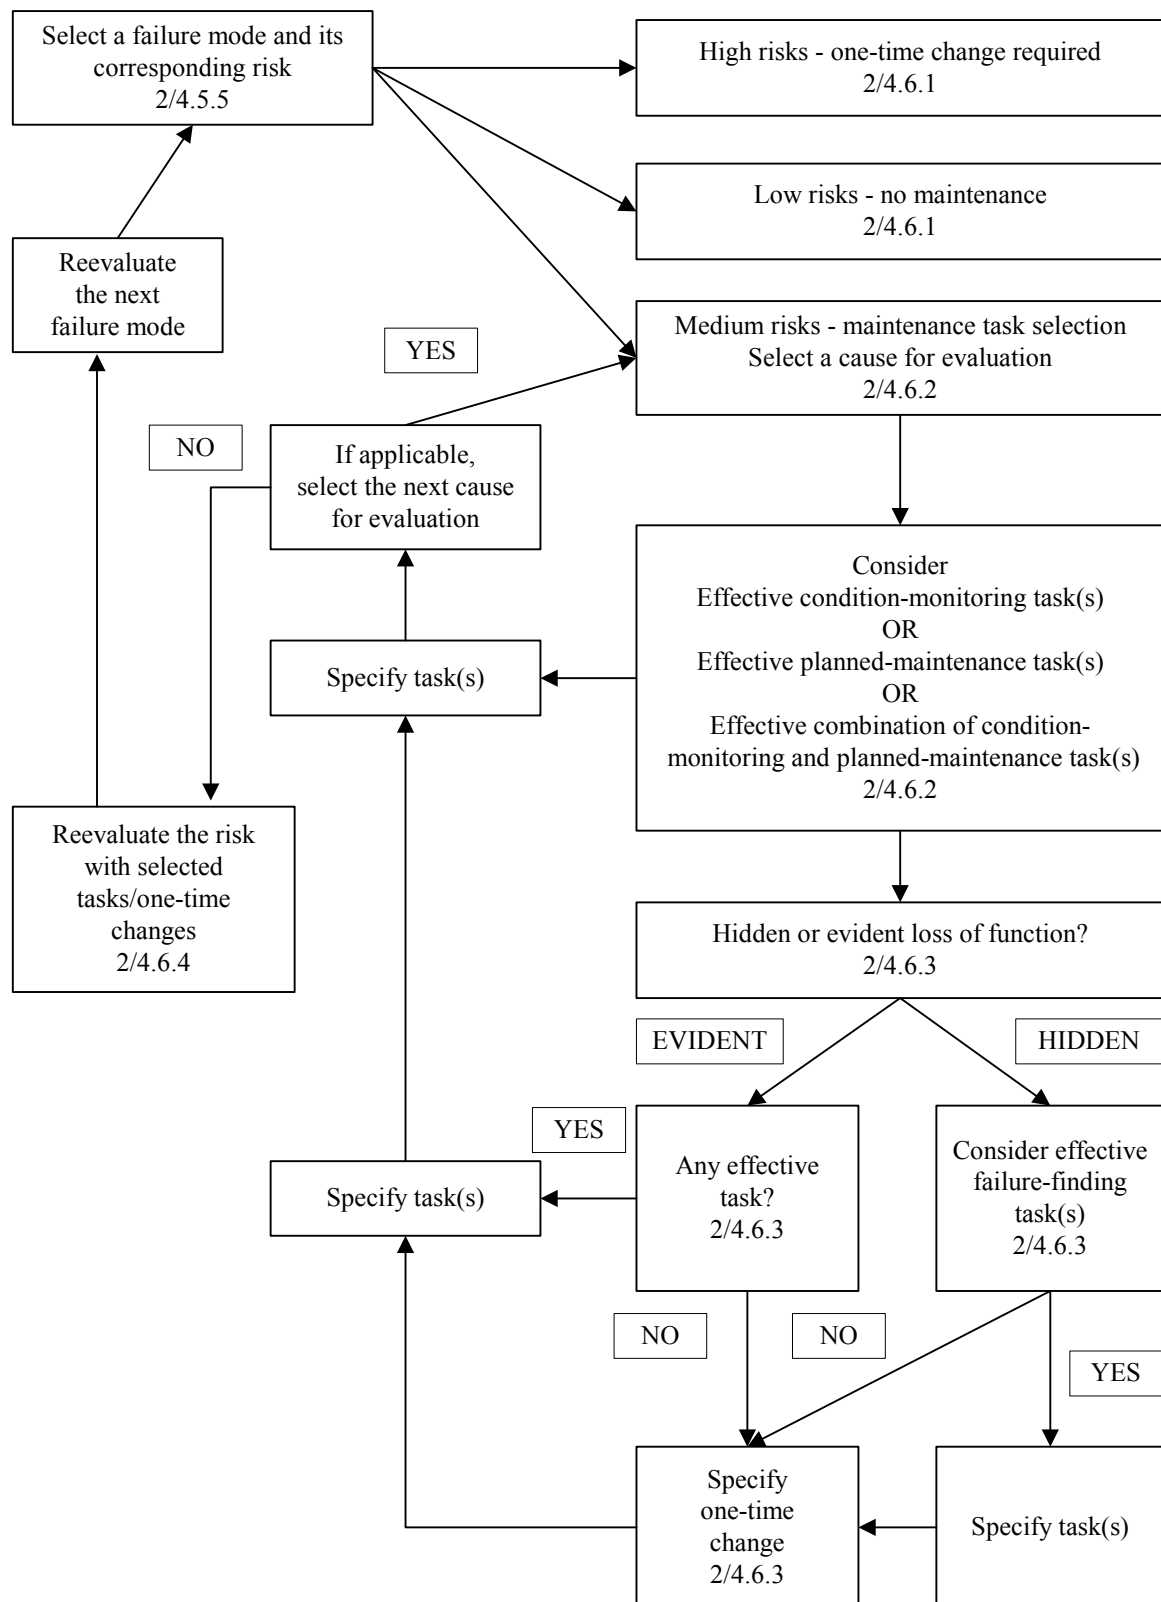 Select a failure mode and its
corresponding risk
2/4.5.5
High risks - one-time change required
2/4.6.1
Low risks - no maintenance
2/4.6.1
Reevaluate
the next
failure mode
Medium risks - maintenance task selection
Select a cause for evaluation
2/4.6.2
YES
NO
If applicable,
select the next cause
for evaluation
Consider
Effective condition-monitoring task(s)
OR
Effective planned-maintenance task(s)
OR
Effective combination of condition-
monitoring and planned-maintenance task(s)
2/4.6.2
Specify task(s)
Reevaluate the risk
with selected
tasks/one-time
changes
2/4.6.4
Hidden or evident loss of function?
2/4.6.3
EVIDENT
HIDDEN
YES
Any effective
task?
2/4.6.3
Consider effective
failure-finding
task(s)
2/4.6.3
Specify task(s)
NO
NO
YES
Specify
one-time
change
2/4.6.3
Specify task(s)